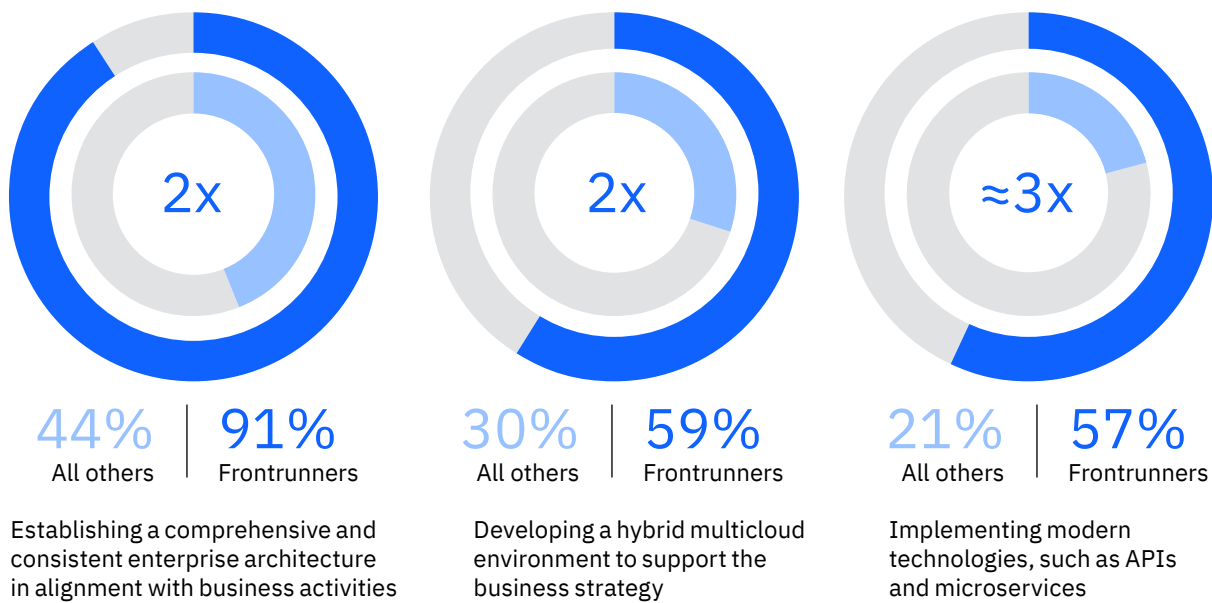 2x
44%
All others
91%
Frontrunners
Establishing a comprehensive and
consistent enterprise architecture
in alignment with business activities
2x
30%
All others
59%
Frontrunners
Developing a hybrid multicloud
environment to support the
business strategy
≈3x
21%
All others
57%
Frontrunners
Implementing modern
technologies, such as APIs
and microservices